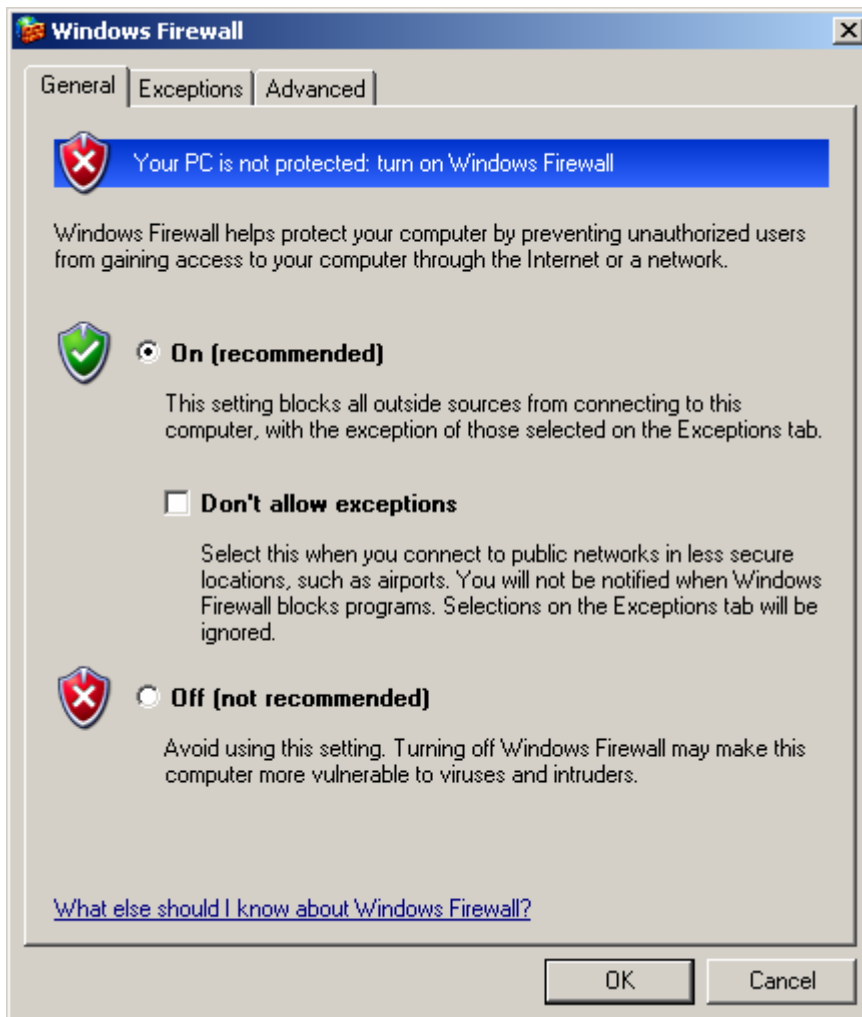 Windows Firewall
General
Exceptions
Advanced
Your PC is not protected: turn on Windows Firewall
Windows Firewall helps protect your computer by preventing unauthorized users
from gaining access to your computer through the Internet or a network.
On (recommended)
This setting blocks all outside sources from connecting to this
computer, with the exception of those selected on the Exceptions tab.
Don't allow exceptions
Select this when you connect to public networks in less secure
locations, such as airports. You will not be notified when Windows
Firewall blocks programs. Selections on the Exceptions tab will be
ignored.
Off (not recommended)
Avoid using this setting. Turning off Windows Firewall may make this
computer more vulnerable to viruses and intruders.
What else should I know about Windows Firewall?
OK
Cancel